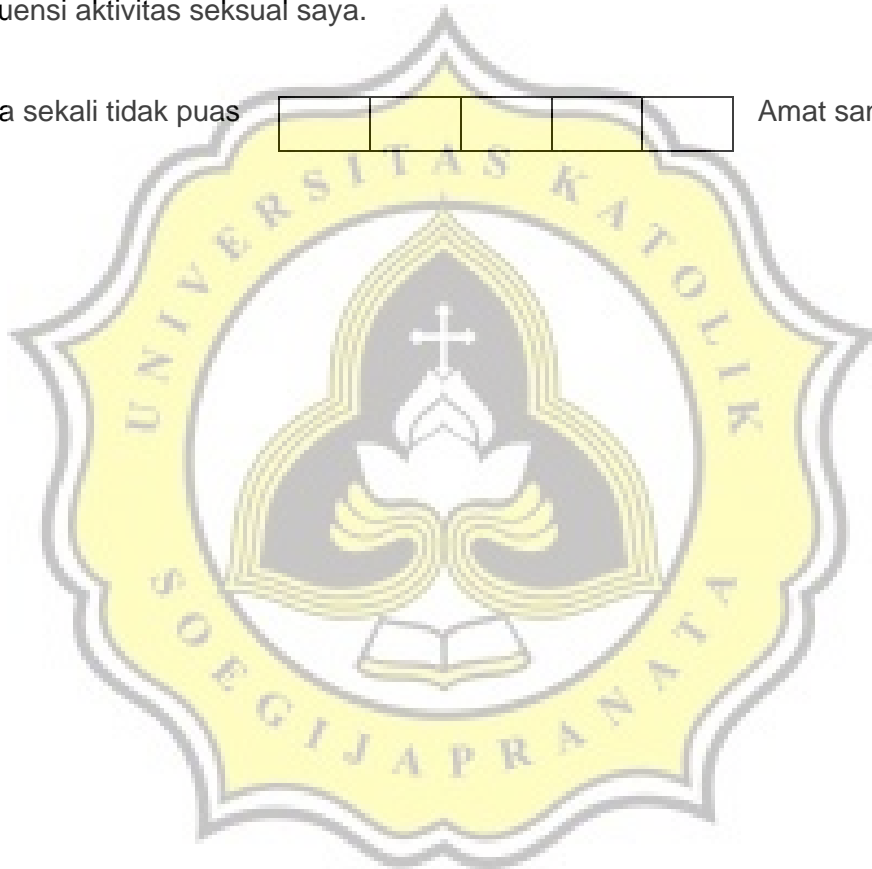 uensi aktivitas seksual saya.
a sekali tidak puas Amat sar
UNIVERSITAS KATOLIK
SOEGIJAPRANATA